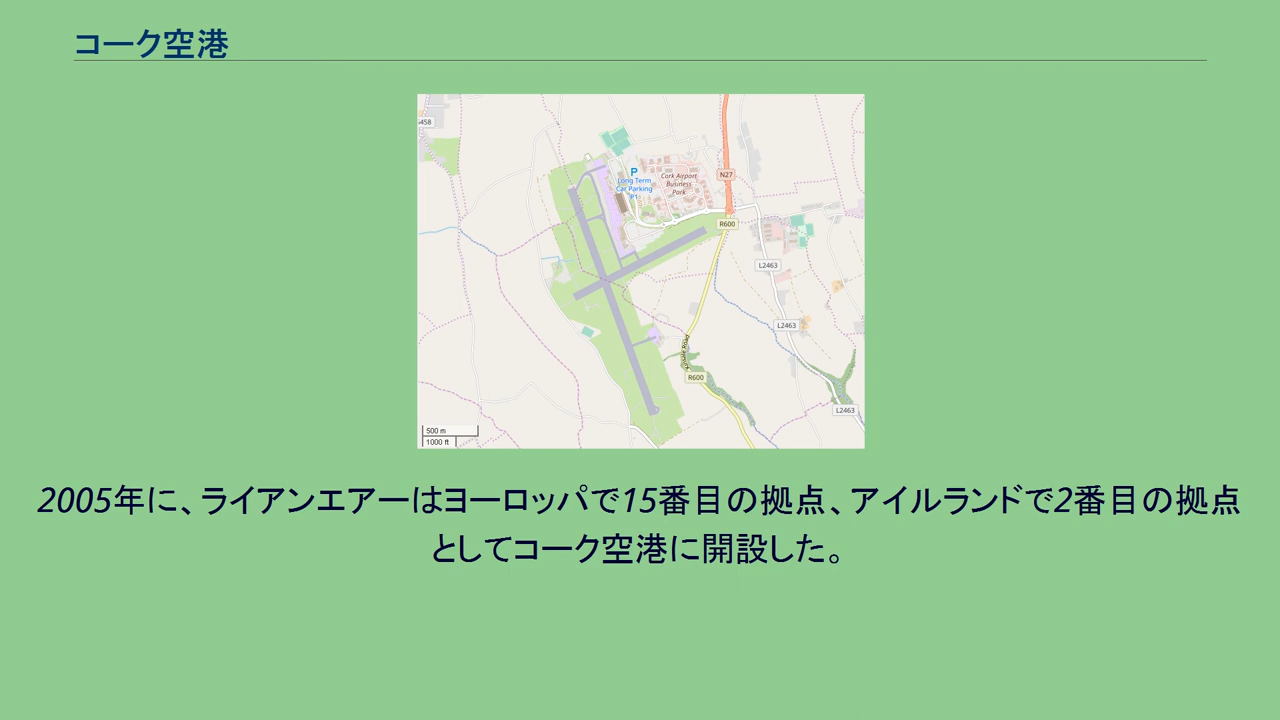 コーク空港
458
P
Long Term
Car Parking
P1
Cork Airport
Business
Park
N27
R600
L2463
L2463
R600
L2463
500 m
1000 ft
2005年に、ライアンエアーはヨーロッパで15番目の拠点、アイルランドで2番目の拠点
としてコーク空港に開設した。